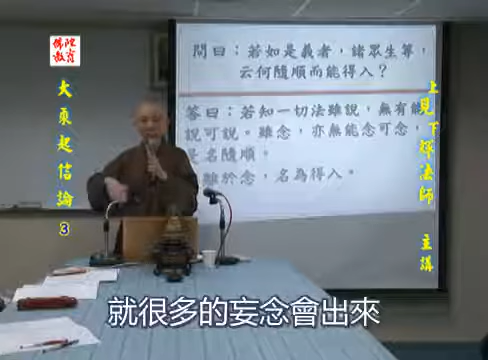 佛陀
教育
大乘起信論 3
問曰：若如是義者，諸眾生等，
云何隨順而能得入？
答曰：若知一切法雖說，無有能
說可說。雖念，亦無能念可念，
是名隨順。
離於念，名為得入。
上見下輝法師 主講
就很多的妄念會出來